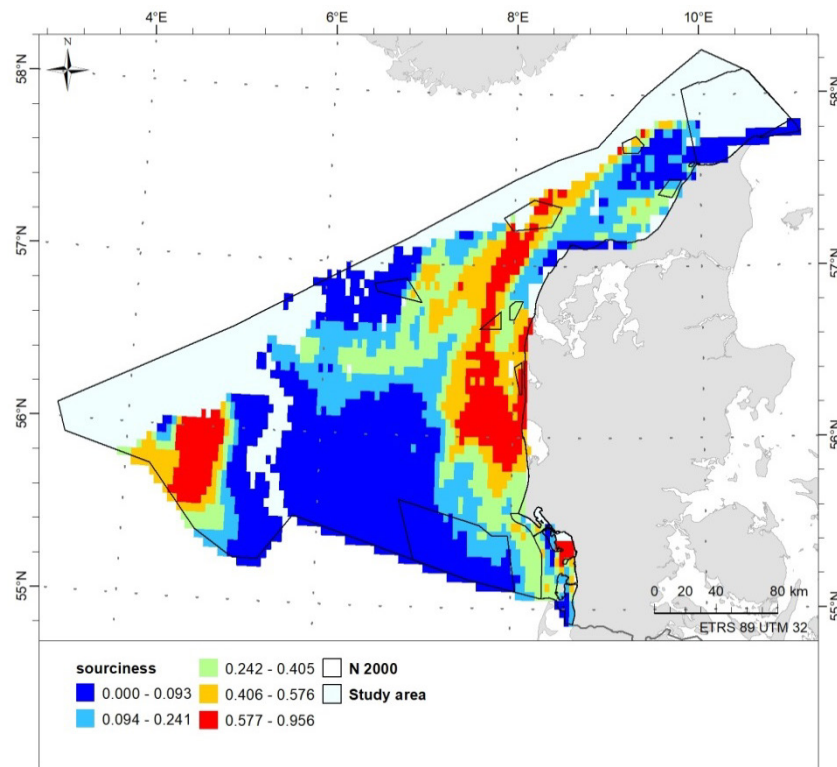 4°E 6°E 8°E 10°E
N
58°N 58°N
57°N 57°N
56°N 56°N
55°N 55°N
0 20 40 80 km
ETRS 89 UTM 32
sourciness
0.000 - 0.093
0.094 - 0.241
0.242 - 0.405
0.406 - 0.576
0.577 - 0.956
N 2000
Study area